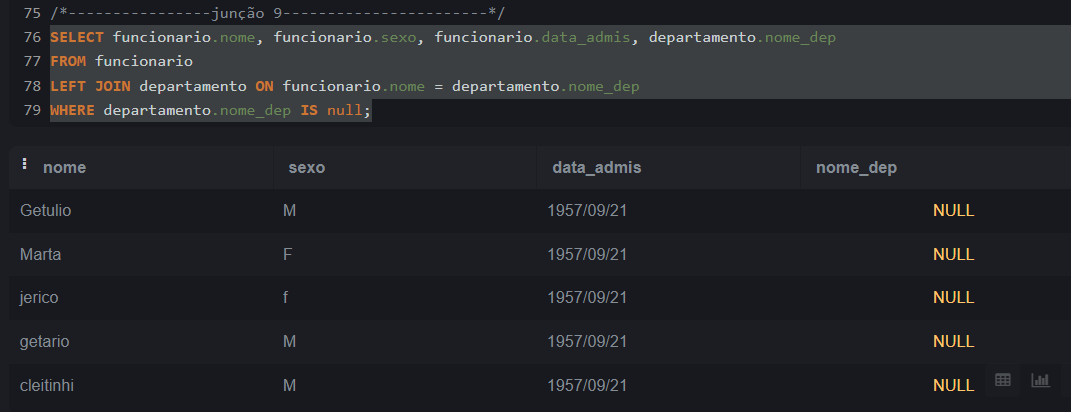 75 /*----------------junção 9-----------------------*/
76 SELECT funcionario.nome, funcionario.sexo, funcionario.data_admis, departamento.nome_dep
77 FROM funcionario
78 LEFT JOIN departamento ON funcionario.nome = departamento.nome_dep
79 WHERE departamento.nome_dep IS null;
nome sexo data_admis nome_dep
Getulio M 1957/09/21 NULL
Marta F 1957/09/21 NULL
jerico f 1957/09/21 NULL
getario M 1957/09/21 NULL
cleitinhi M 1957/09/21 NULL